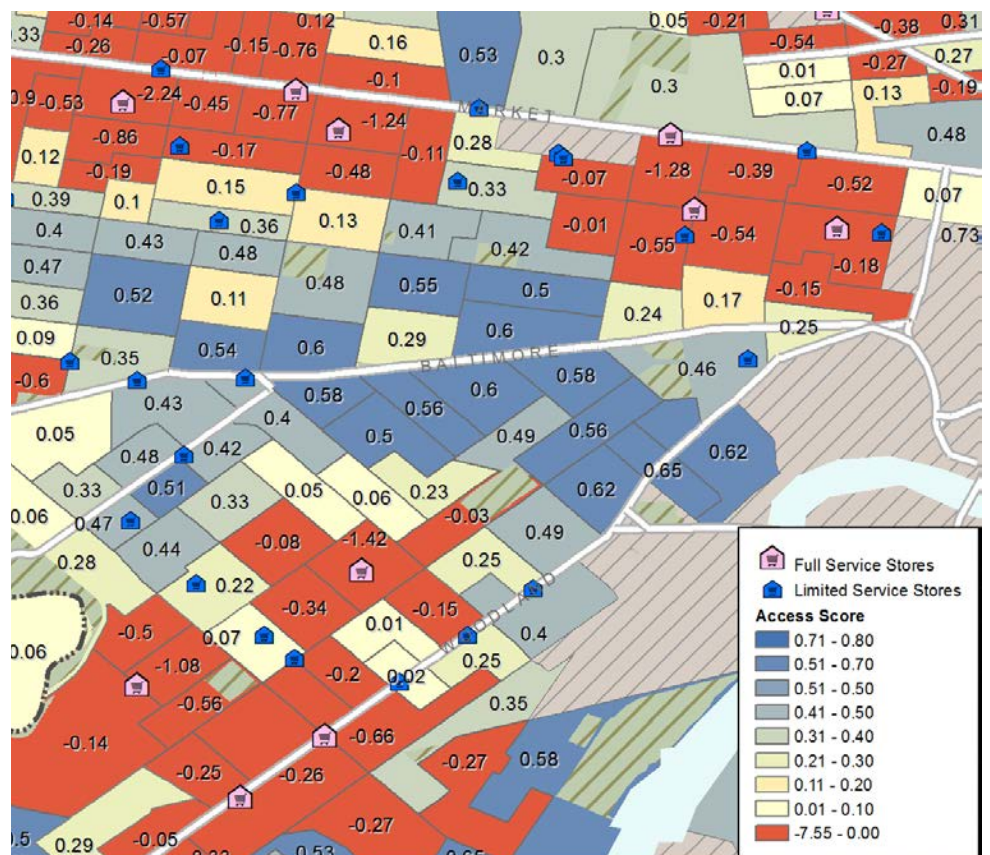 -0.14 -0.57 0.12 0.05 -0.21 -0.38 0.31
.33 -0.26 -0.07 -0.15 -0.76 0.16 0.53 0.3 -0.54 -0.27 0.27
-0.1 0.3 0.01 -0.19
0.9 -0.53 -2.24 -0.45 -0.77 -1.24 MARKET 0.07 0.13
-0.86 -0.17 -0.11 0.28 0.48
0.12 -0.19 -0.48 -0.07 -1.28 -0.39 -0.52
0.15 0.33 0.07
0.39 0.1 0.36 0.13 -0.01
0.4 0.43 0.41 0.42 -0.55 -0.54 0.73
0.47 0.48 0.48 -0.18
0.36 0.52 0.11 0.55 0.5 0.17 -0.15
0.09 0.29 0.6 0.24 0.25
0.35 0.54 0.6 BALTIMORE
-0.6 0.58 0.6 0.58 0.46
0.43 0.4 0.56
0.05 0.42 0.5 0.49 0.56 0.62
0.48 0.65
0.33 0.51 0.33 0.05 0.06 0.23 0.62
.06 0.47 -0.03
0.28 0.44 -0.08 -1.42 0.25 0.49
0.22
-0.34 -0.15 WOODLAND
-0.5 0.07 0.01 0.4
.06 -1.08 -0.2 0.02 0.25
-0.56 0.35
-0.14 -0.66
-0.25 -0.26 -0.27 0.58
-0.27
.5 0.29 -0.05 0.53
Full Service Stores
Limited Service Stores
Access Score
0.71 - 0.80
0.51 - 0.70
0.51 - 0.50
0.41 - 0.50
0.31 - 0.40
0.21 - 0.30
0.11 - 0.20
0.01 - 0.10
-7.55 - 0.00